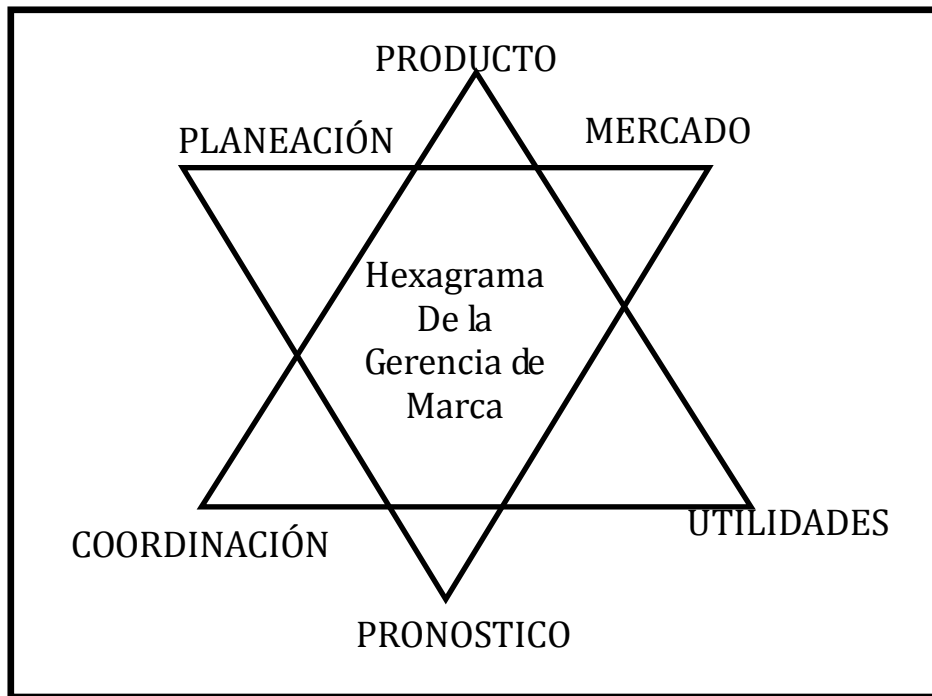 PRODUCTO
PLANEACIÓN
MERCADO
Hexagrama
De la
Gerencia de
Marca
COORDINACIÓN
UTILIDADES
PRONOSTICO